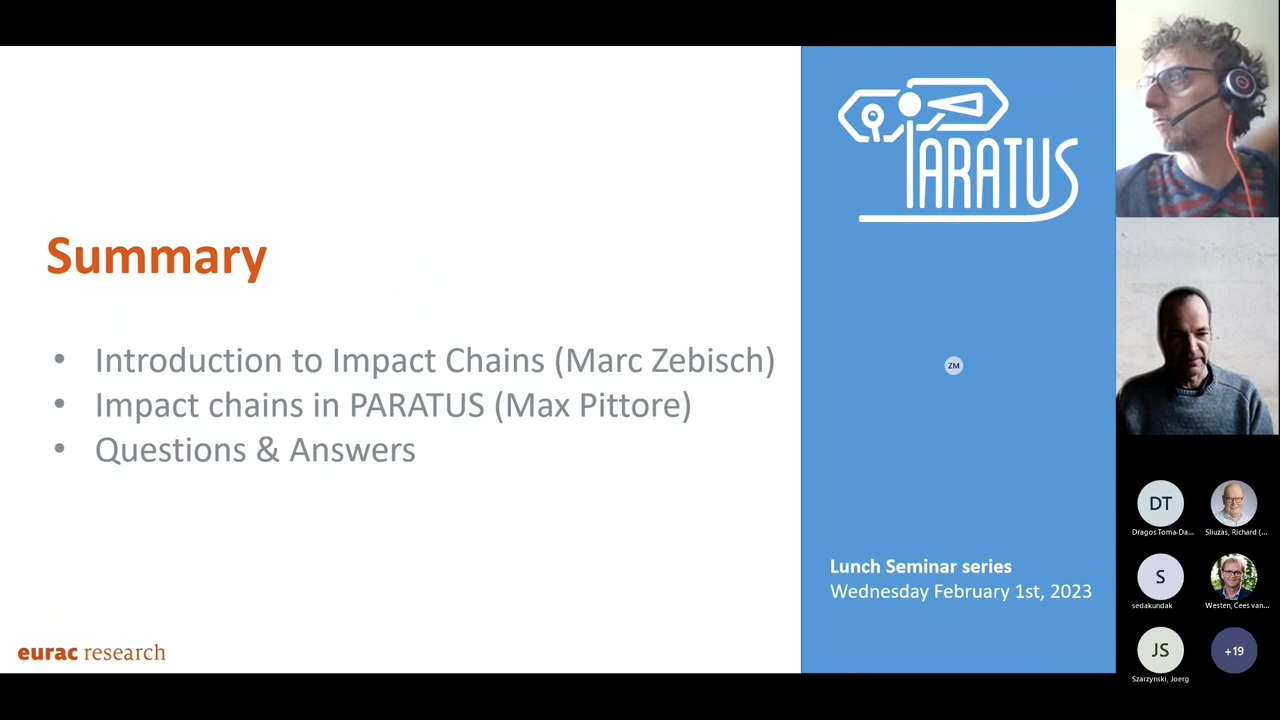 PARATUS
Summary
• Introduction to Impact Chains (Marc Zebisch)
• Impact chains in PARATUS (Max Pittore)
• Questions & Answers
ZM
Lunch Seminar series
Wednesday February 1st, 2023
eurac research
DT
Dragos Toma-Da...
Sliuzas, Richard (...
S
sedakundak
Westen, Cees van...
JS
Szarzynski, Joerg
+19